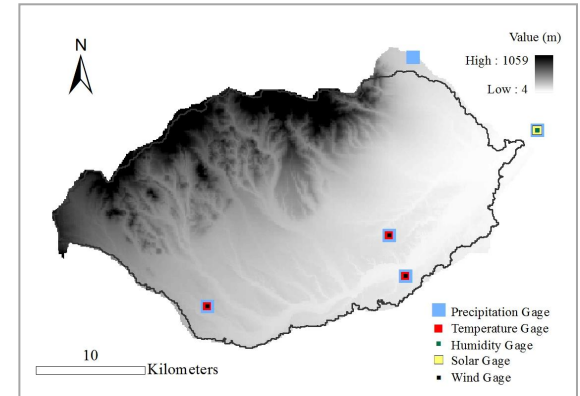 N
Value (m)
High : 1059
Low : 4
Precipitation Gage
Temperature Gage
Humidity Gage
Solar Gage
Wind Gage
10
Kilometers